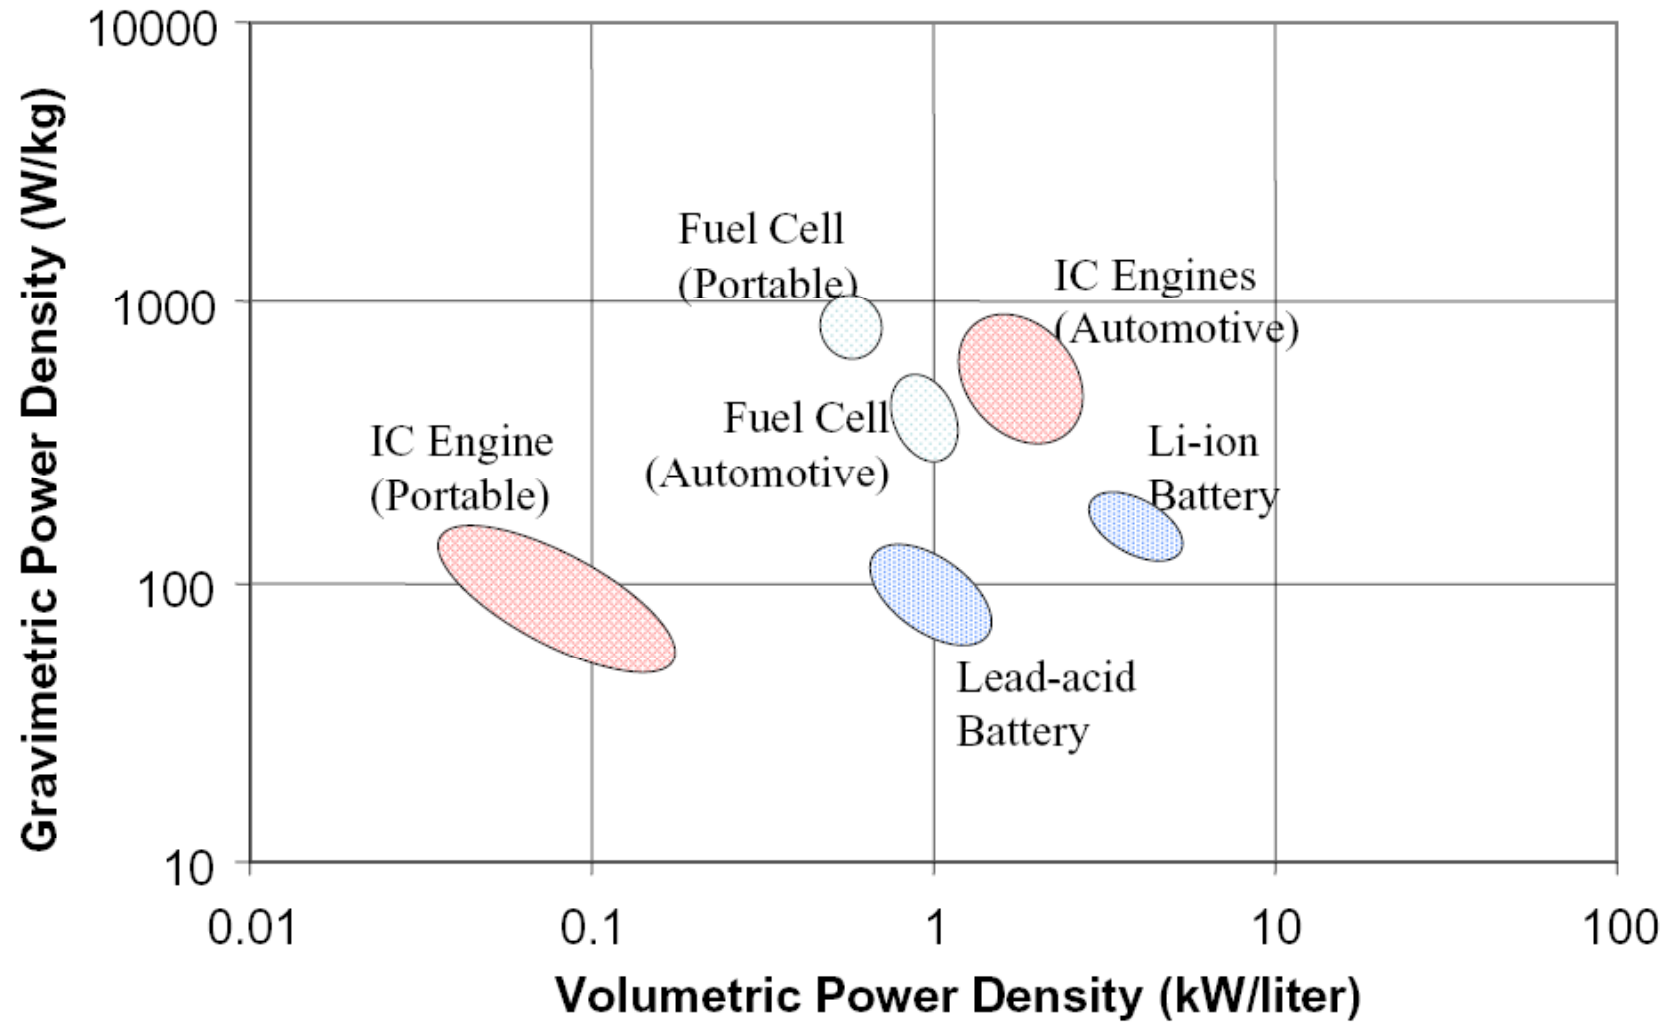 10000
1000
100
10
Gravimetric Power Density (W/kg)
Fuel Cell
(Portable)
IC Engines
(Automotive)
Fuel Cell
(Automotive)
IC Engine
(Portable)
Li-ion
Battery
Lead-acid
Battery
0.01 0.1 1 10 100
Volumetric Power Density (kW/liter)